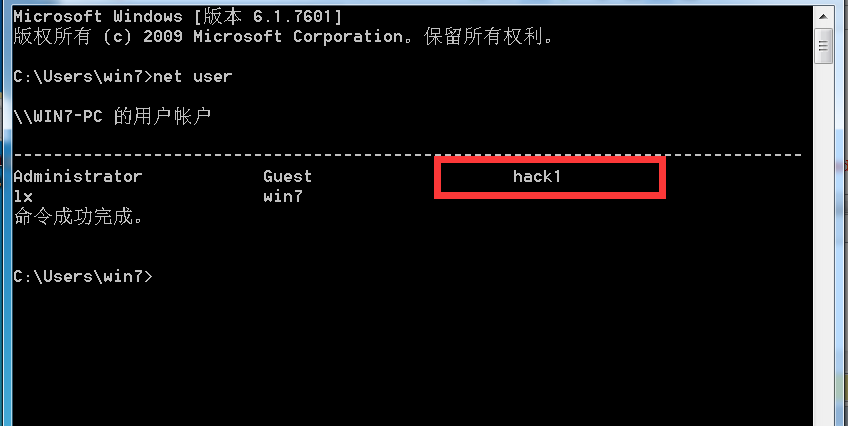 Microsoft Windows [版本 6.1.7601]
版权所有 (c) 2009 Microsoft Corporation。保留所有权利。
C:\Users\win7>net user
\\WIN7-PC 的用户帐户
-------------------------------------------------------------------------------
Administrator            Guest                    hack1
lx                       win7
命令成功完成。
C:\Users\win7>